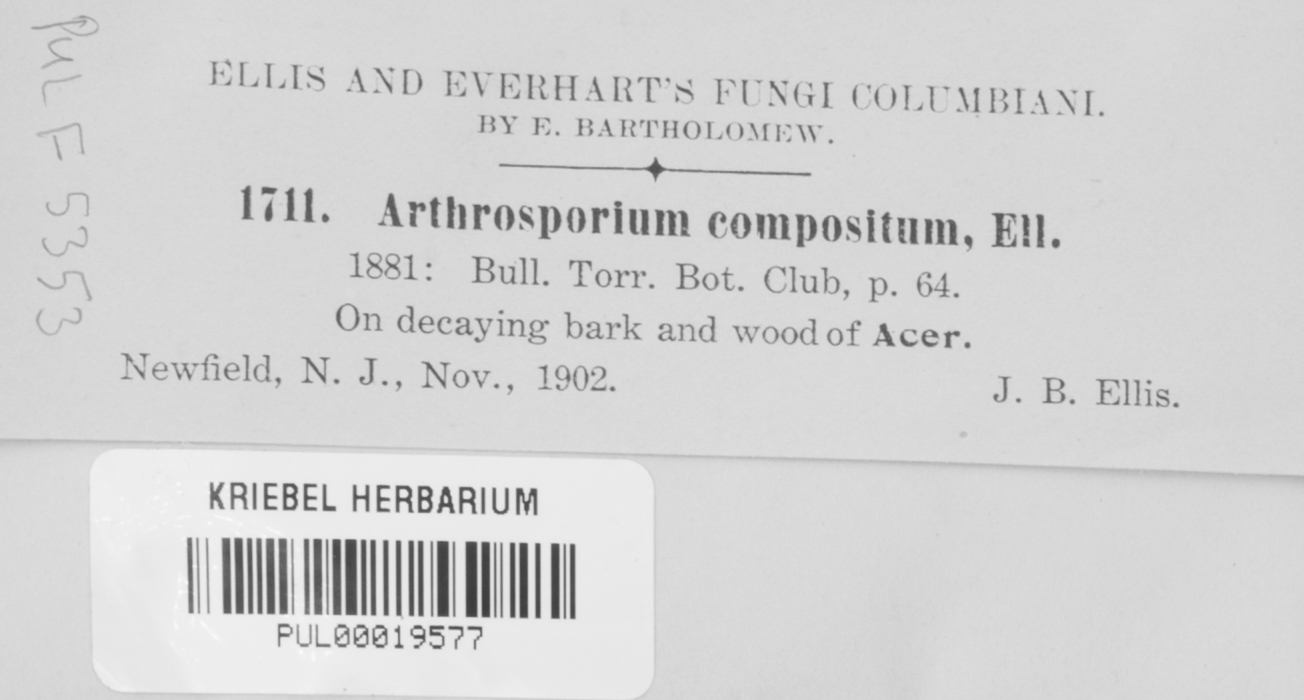 PUL F 5353
ELLIS AND EVERHART'S FUNGI COLUMBIANI.
BY E. BARTHOLOMEW.
1711. Arthrosporium compositum, Ell.
1881: Bull. Torr. Bot. Club, p. 64.
On decaying bark and wood of Acer.
Newfield, N. J., Nov., 1902. J. B. Ellis.
KRIEBEL HERBARIUM
PUL00019577